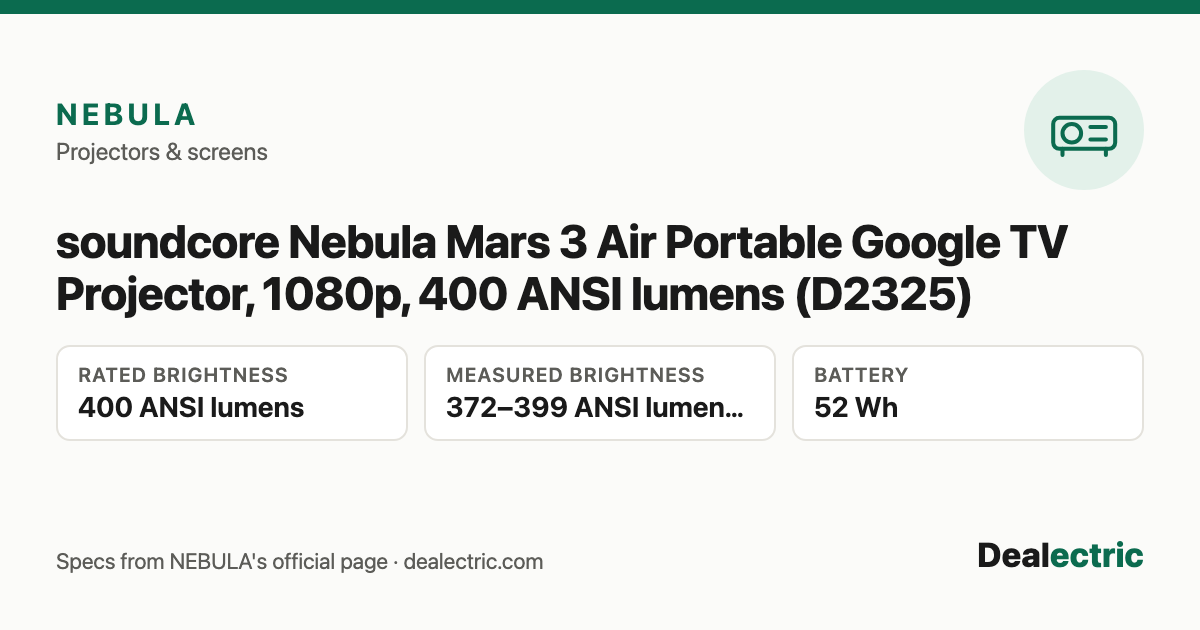 NEBULA
Projectors & screens
soundcore Nebula Mars 3 Air Portable Google TV
Projector, 1080p, 400 ANSI lumens (D2325)
RATED BRIGHTNESS
400 ANSI lumens
MEASURED BRIGHTNESS
372–399 ANSI lumen…
BATTERY
52 Wh
Specs from NEBULA's official page · dealectric.com
Dealectric